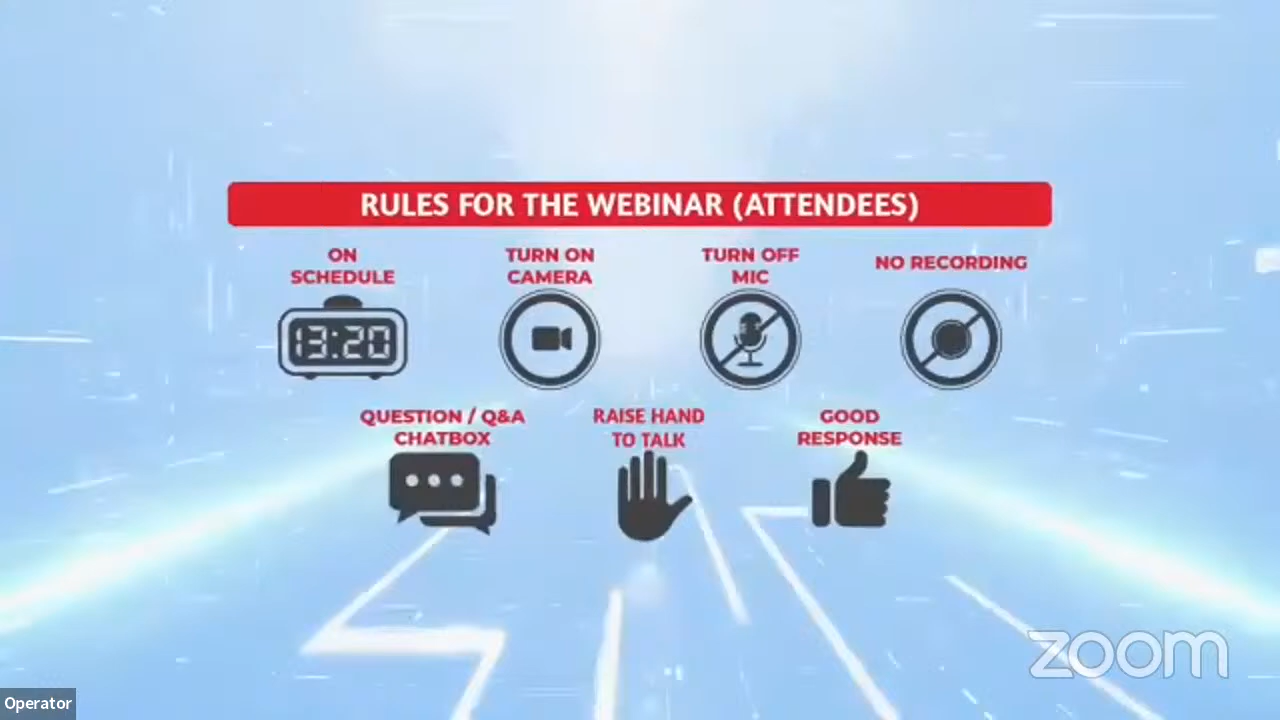 RULES FOR THE WEBINAR (ATTENDEES)
ON
SCHEDULE
TURN ON
CAMERA
TURN OFF
MIC
NO RECORDING
13:20
QUESTION / Q&A
CHATBOX
RAISE HAND
TO TALK
GOOD
RESPONSE
zoom
Operator